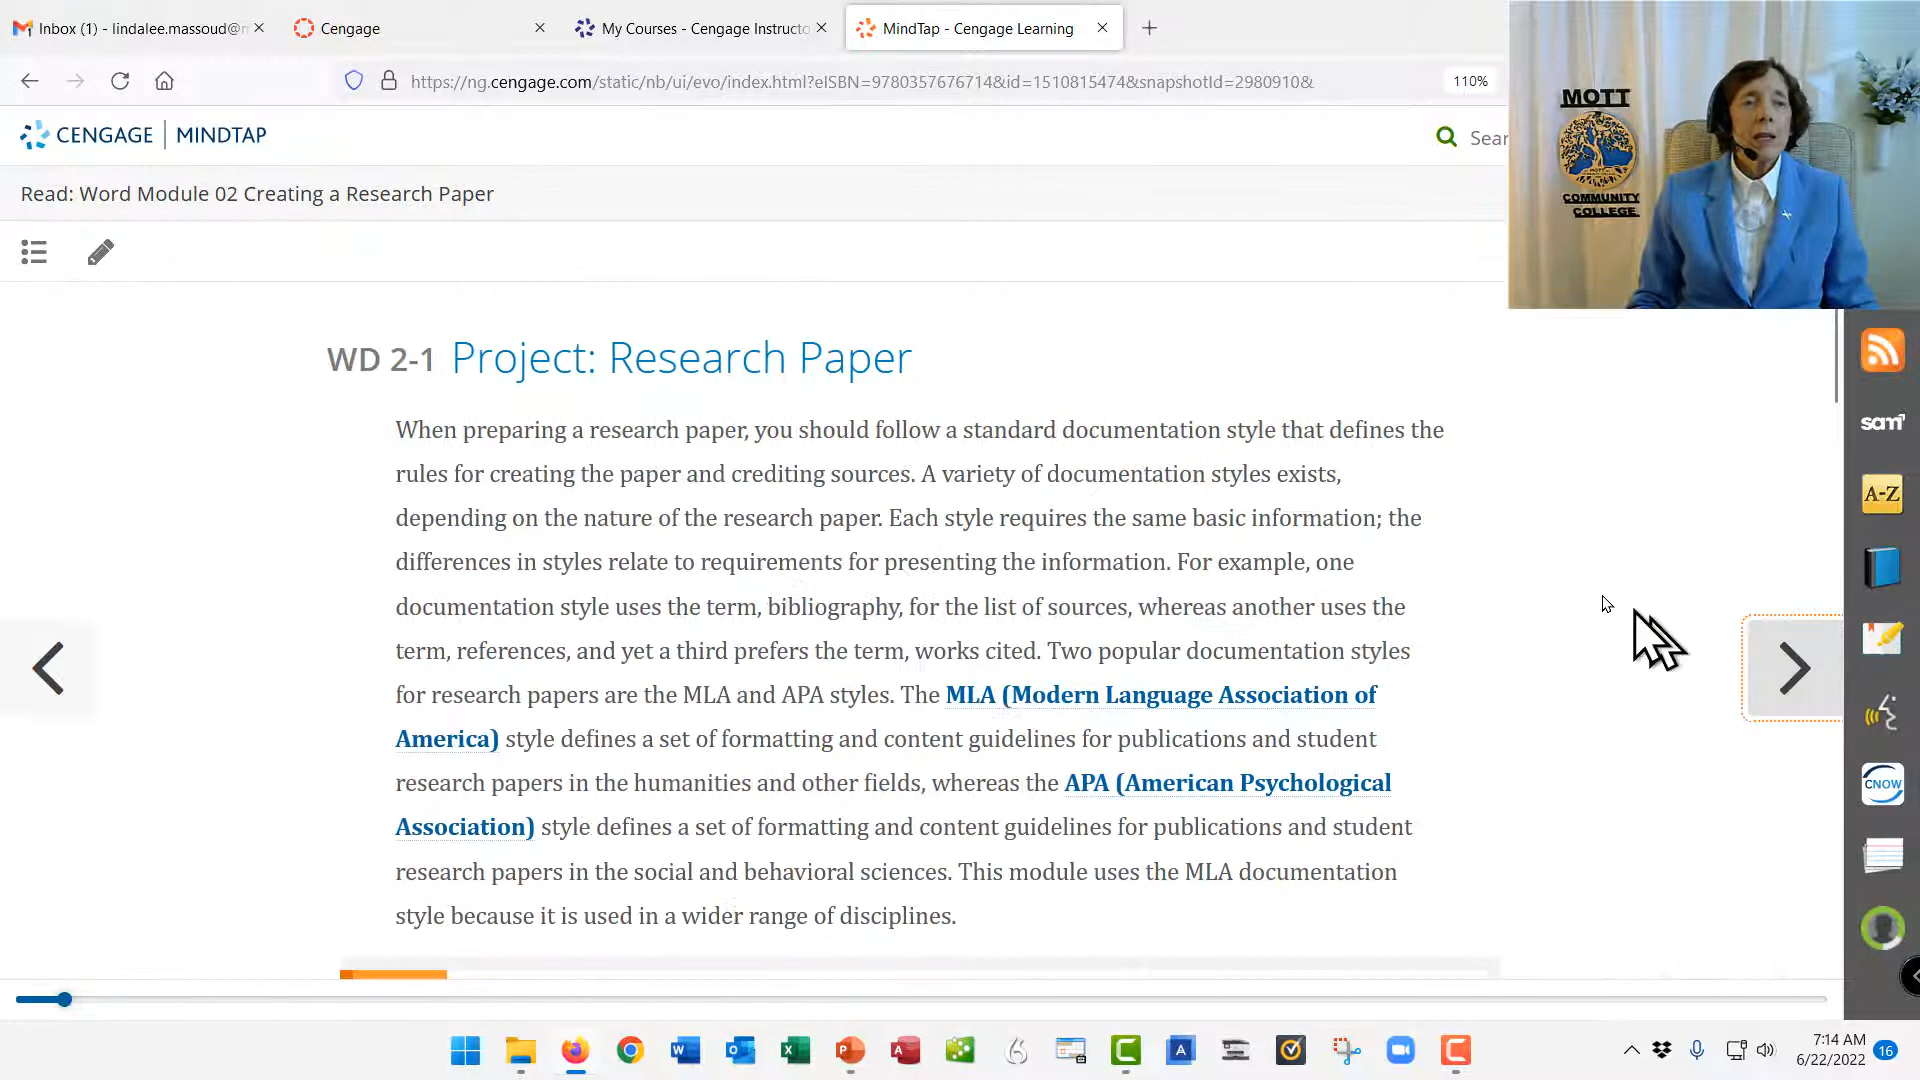 Inbox (1) - lindalee.massoud@
Cengage
My Courses - Cengage Instructo
MindTap - Cengage Learning
https://ng.cengage.com/static/nb/ui/evo/index.html?eISBN=9780357676714&id=1510815474&snapshotId=2980910&
110%
CENGAGE | MINDTAP
Sear
MOTT
COMMUNITY
COLLEGE
Read: Word Module 02 Creating a Research Paper
WD 2-1 Project: Research Paper
When preparing a research paper, you should follow a standard documentation style that defines the
rules for creating the paper and crediting sources. A variety of documentation styles exists,
depending on the nature of the research paper. Each style requires the same basic information; the
differences in styles relate to requirements for presenting the information. For example, one
documentation style uses the term, bibliography, for the list of sources, whereas another uses the
term, references, and yet a third prefers the term, works cited. Two popular documentation styles
for research papers are the MLA and APA styles. The MLA (Modern Language Association of
America) style defines a set of formatting and content guidelines for publications and student
research papers in the humanities and other fields, whereas the APA (American Psychological
Association) style defines a set of formatting and content guidelines for publications and student
research papers in the social and behavioral sciences. This module uses the MLA documentation
style because it is used in a wider range of disciplines.
sam
A-Z
CNOW
7:14 AM
6/22/2022
16